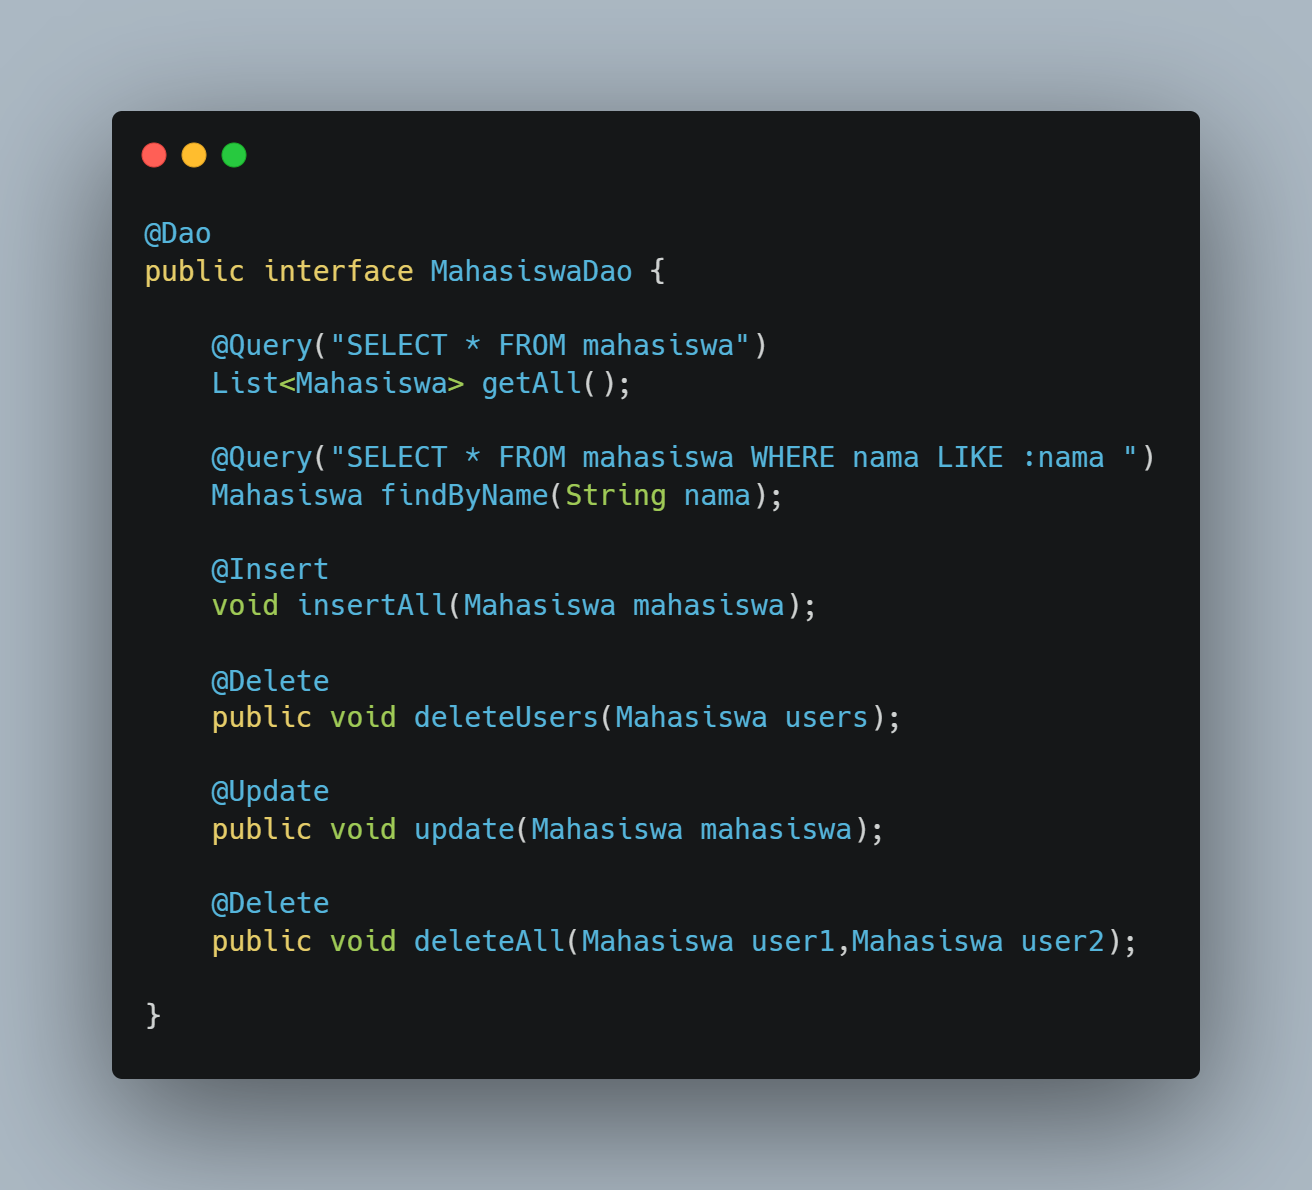 @Dao
public interface MahasiswaDao {
@Query("SELECT * FROM mahasiswa")
List<Mahasiswa> getAll();
@Query("SELECT * FROM mahasiswa WHERE nama LIKE :nama ")
Mahasiswa findByName(String nama);
@Insert
void insertAll(Mahasiswa mahasiswa);
@Delete
public void deleteUsers(Mahasiswa users);
@Update
public void update(Mahasiswa mahasiswa);
@Delete
public void deleteAll(Mahasiswa user1,Mahasiswa user2);
}